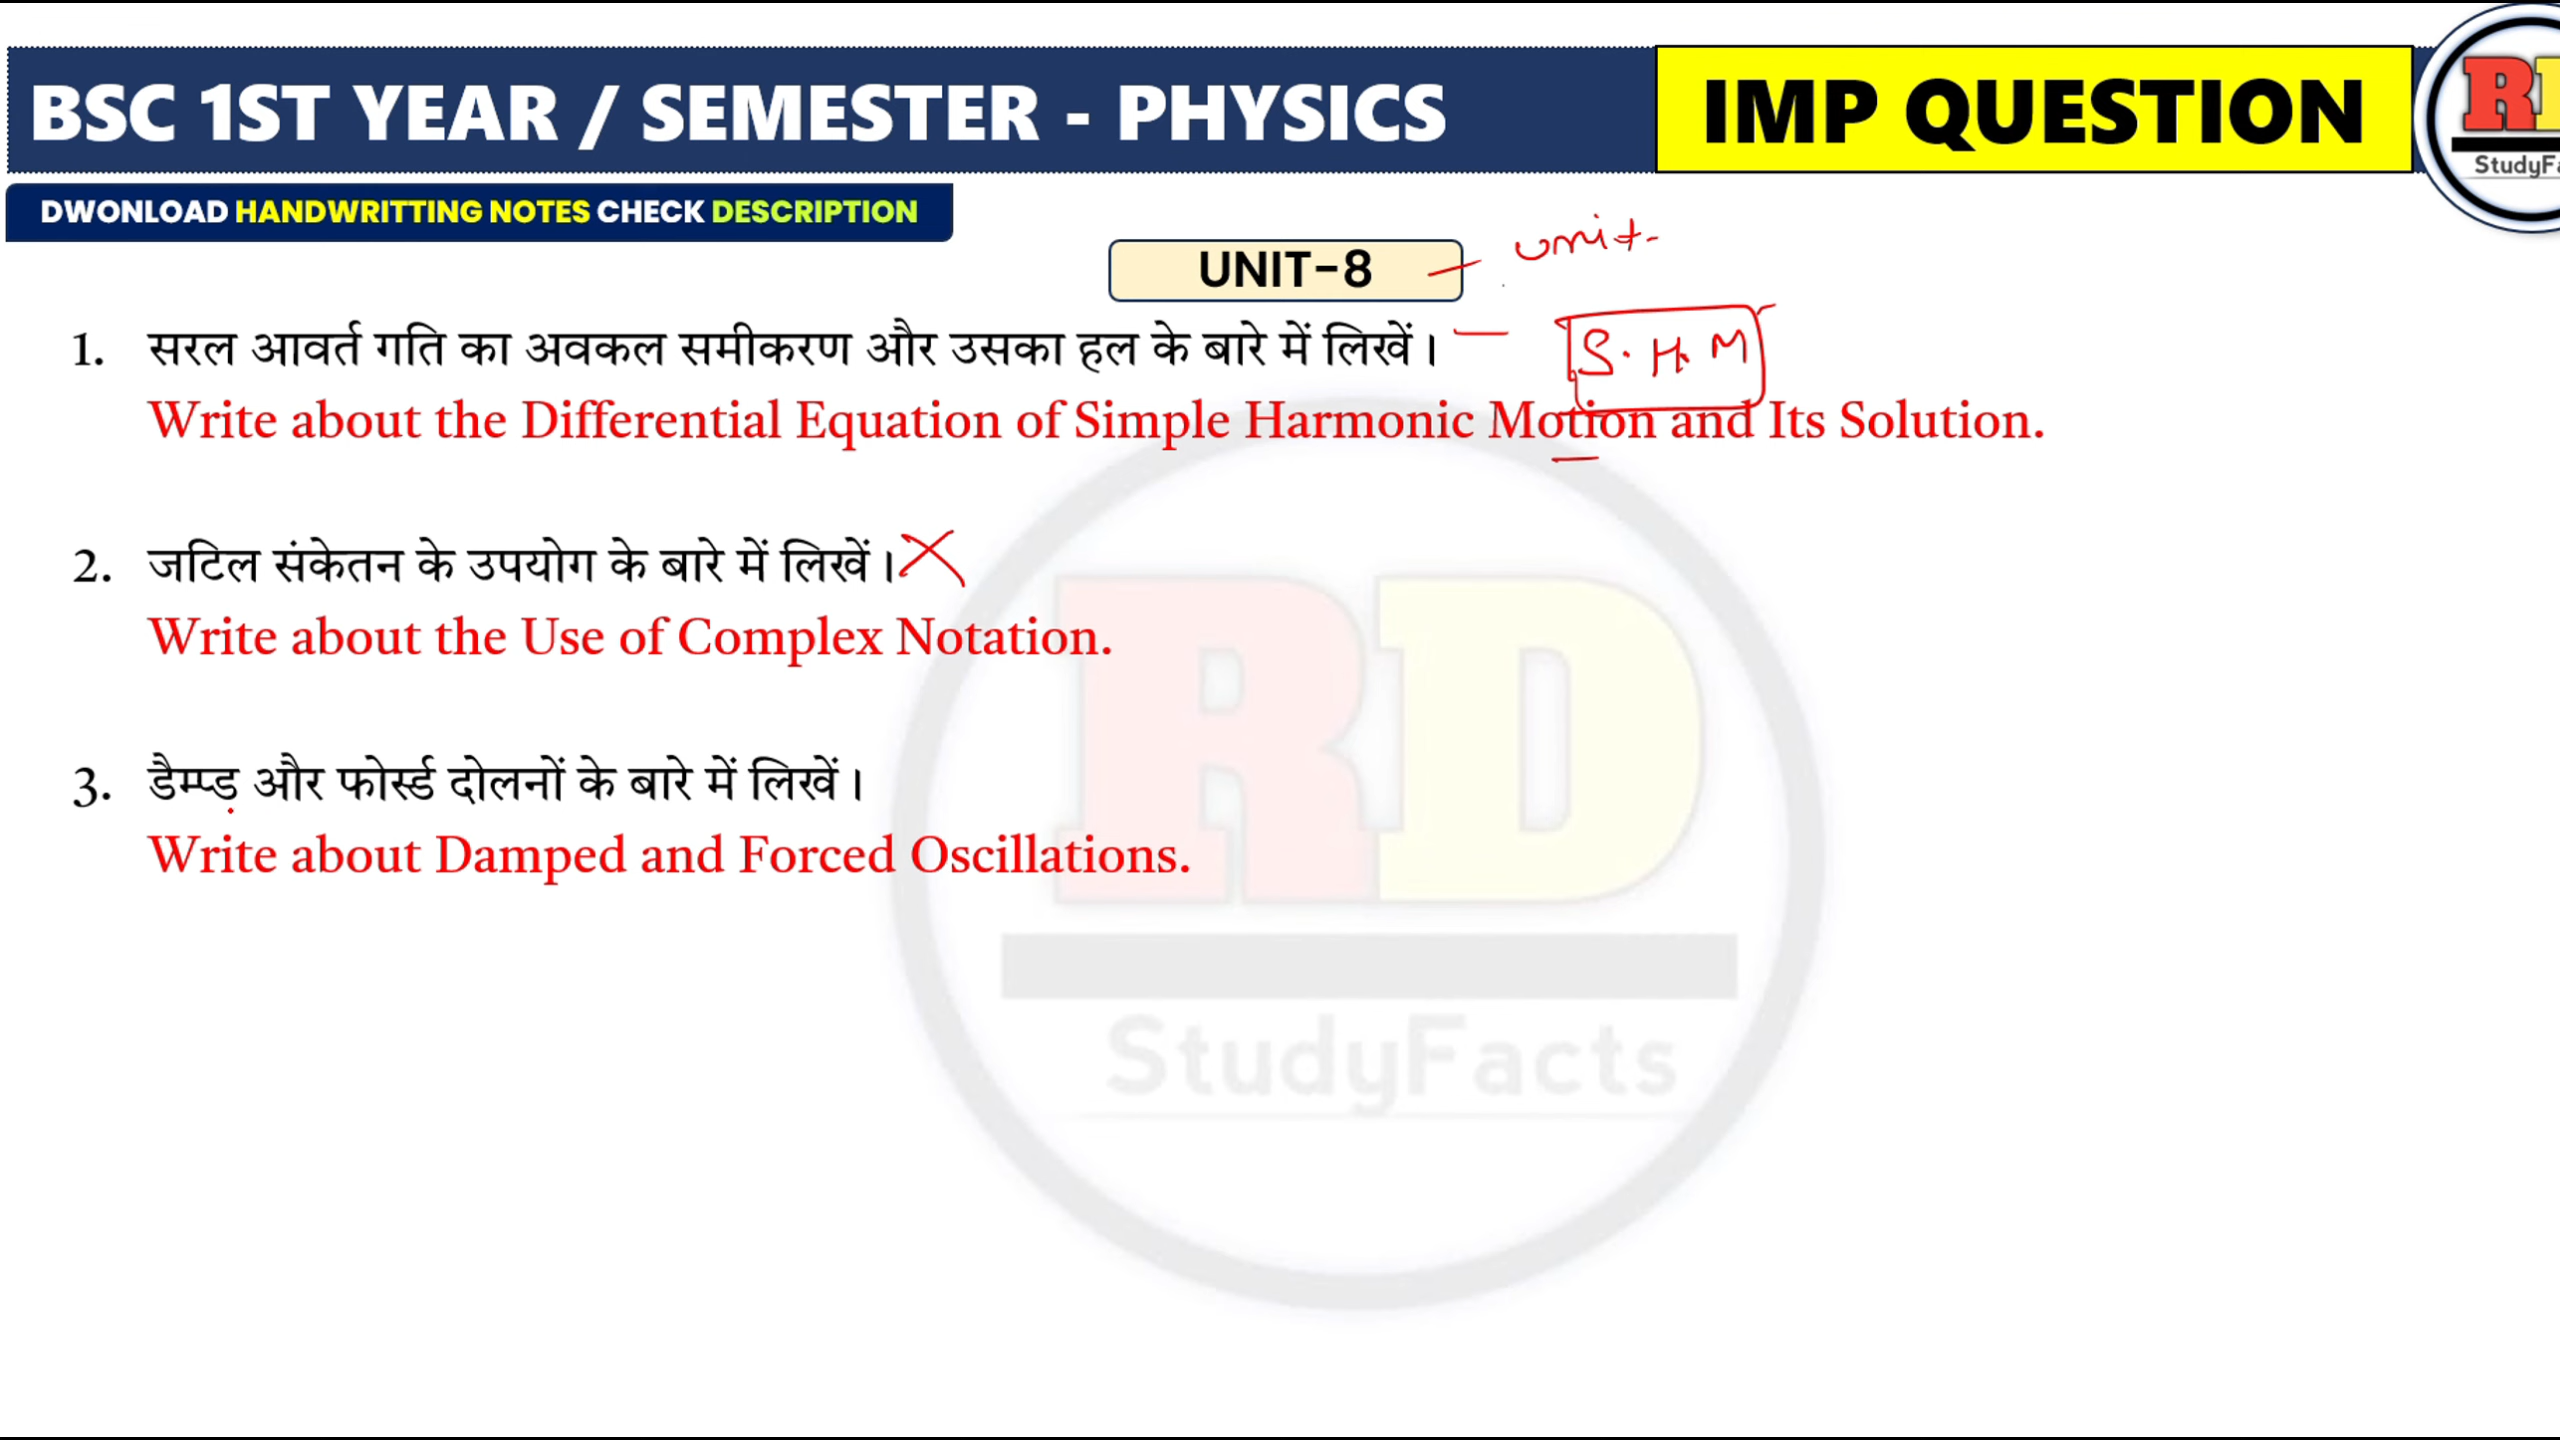 BSC 1ST YEAR / SEMESTER - PHYSICS
IMP QUESTION
RD
StudyFa
DWONLOAD HANDWRITTING NOTES CHECK DESCRIPTION
UNIT-8 - unit-
1. सरल आवर्त गति का अवकल समीकरण और उसका हल के बारे में लिखें। - S.H.M
Write about the Differential Equation of Simple Harmonic Motion and Its Solution.
2. जटिल संकेतन के उपयोग के बारे में लिखें।
Write about the Use of Complex Notation.
3. डैम्प्ड़ और फोर्स्ड दोलनों के बारे में लिखें।
Write about Damped and Forced Oscillations.
RD
StudyFacts